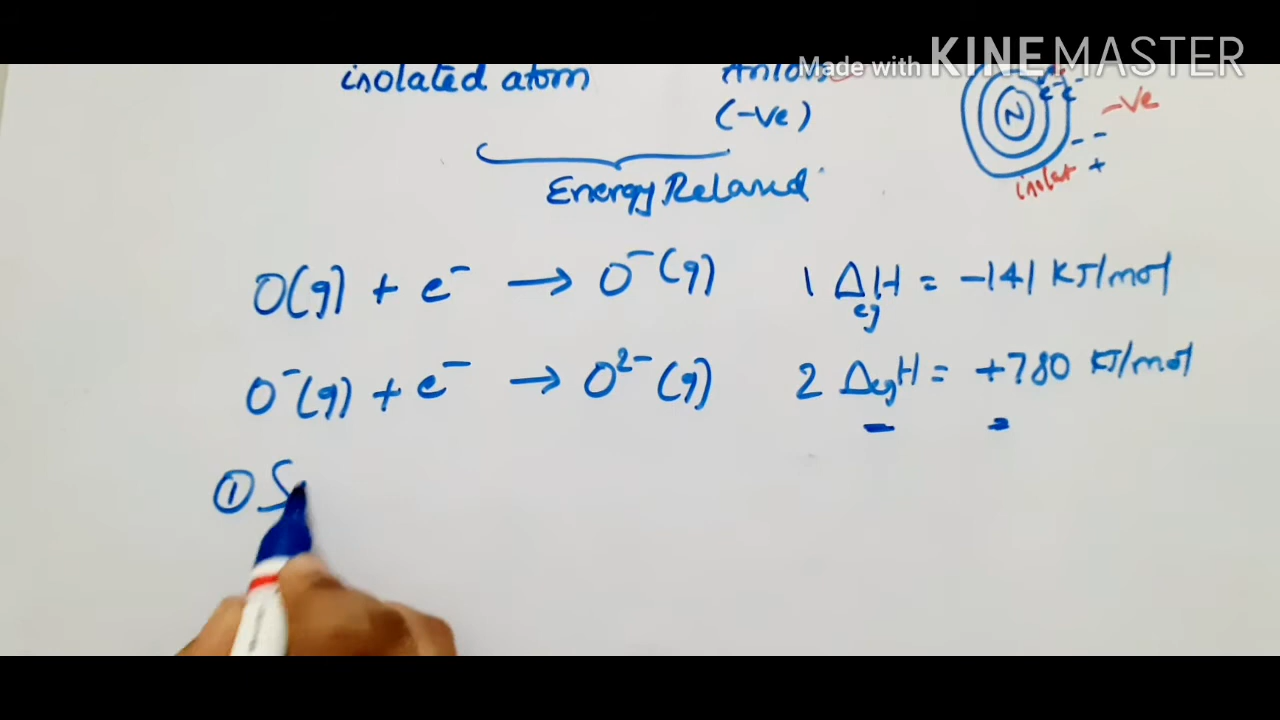 Made with KINEMASTER
isolated atom
(-ve)
N
e- e-
-ve
- -
+
Energy Relased
O(g) + e⁻ → O⁻(g) 1 ΔegH = -141 KJ/mol
O⁻(g) + e⁻ → O²⁻(g) 2 ΔegH = +780 KJ/mol
① S